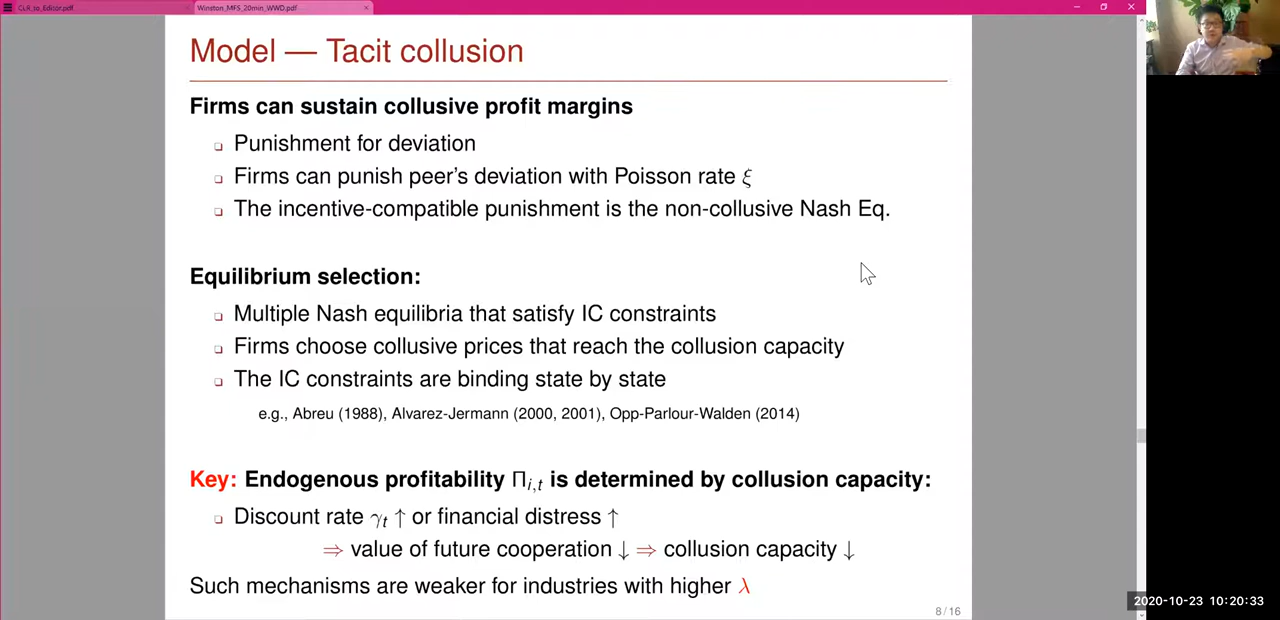 CLR_to_Editor.pdf
Winston_MFS_20min_WWD.pdf
Model — Tacit collusion
Firms can sustain collusive profit margins
Punishment for deviation
Firms can punish peer's deviation with Poisson rate ξ
The incentive-compatible punishment is the non-collusive Nash Eq.
Equilibrium selection:
Multiple Nash equilibria that satisfy IC constraints
Firms choose collusive prices that reach the collusion capacity
The IC constraints are binding state by state
e.g., Abreu (1988), Alvarez-Jermann (2000, 2001), Opp-Parlour-Walden (2014)
Key: Endogenous profitability Π_{i,t} is determined by collusion capacity:
Discount rate γ_t ↑ or financial distress ↑
⇒ value of future cooperation ↓ ⇒ collusion capacity ↓
Such mechanisms are weaker for industries with higher λ
8 / 16
2020-10-23 10:20:33